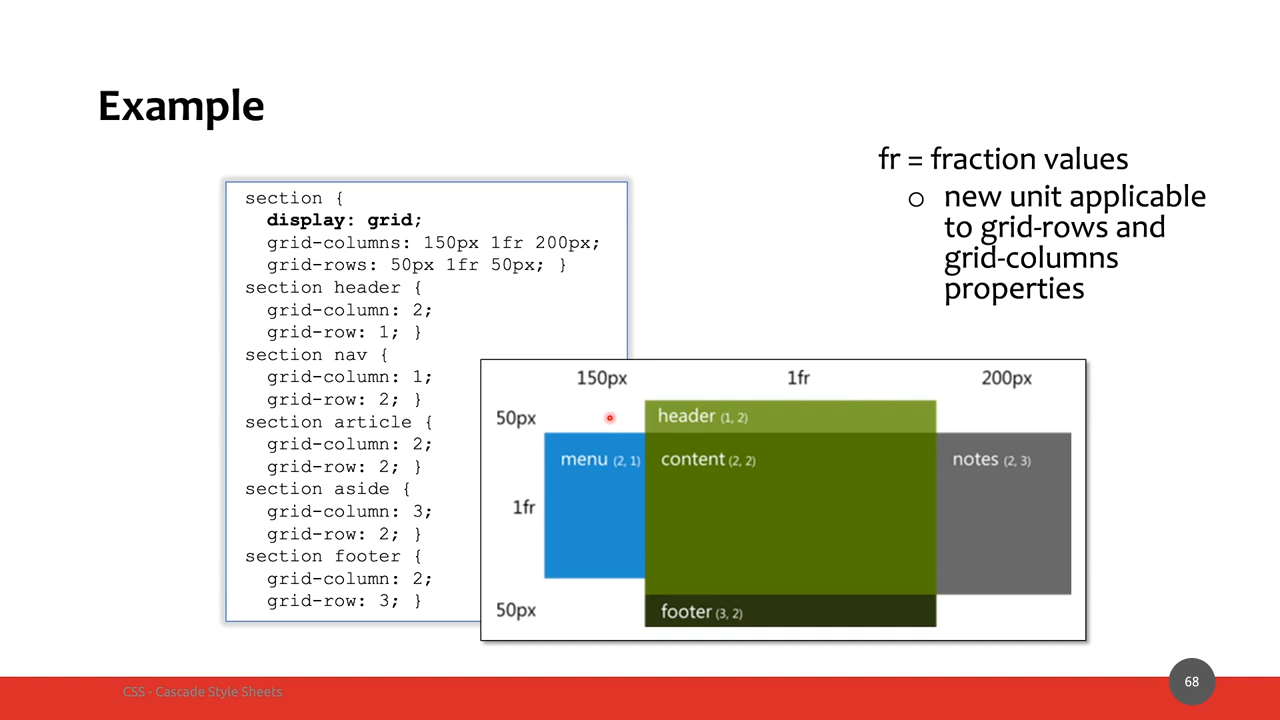 Example
fr = fraction values
o new unit applicable
to grid-rows and
grid-columns
properties
section {
display: grid;
grid-columns: 150px 1fr 200px;
grid-rows: 50px 1fr 50px; }
section header {
grid-column: 2;
grid-row: 1; }
section nav {
grid-column: 1;
grid-row: 2; }
section article {
grid-column: 2;
grid-row: 2; }
section aside {
grid-column: 3;
grid-row: 2; }
section footer {
grid-column: 2;
grid-row: 3; }
150px 1fr 200px
50px header (1, 2)
menu (2, 1) content (2, 2) notes (2, 3)
1fr
50px footer (3, 2)
CSS - Cascade Style Sheets
68